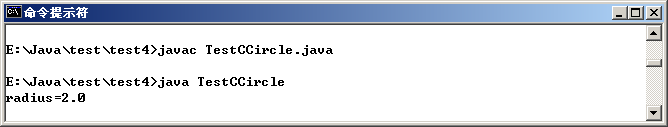 命令提示符
E:\Java\test\test4>javac TestCCircle.java
E:\Java\test\test4>java TestCCircle
radius=2.0